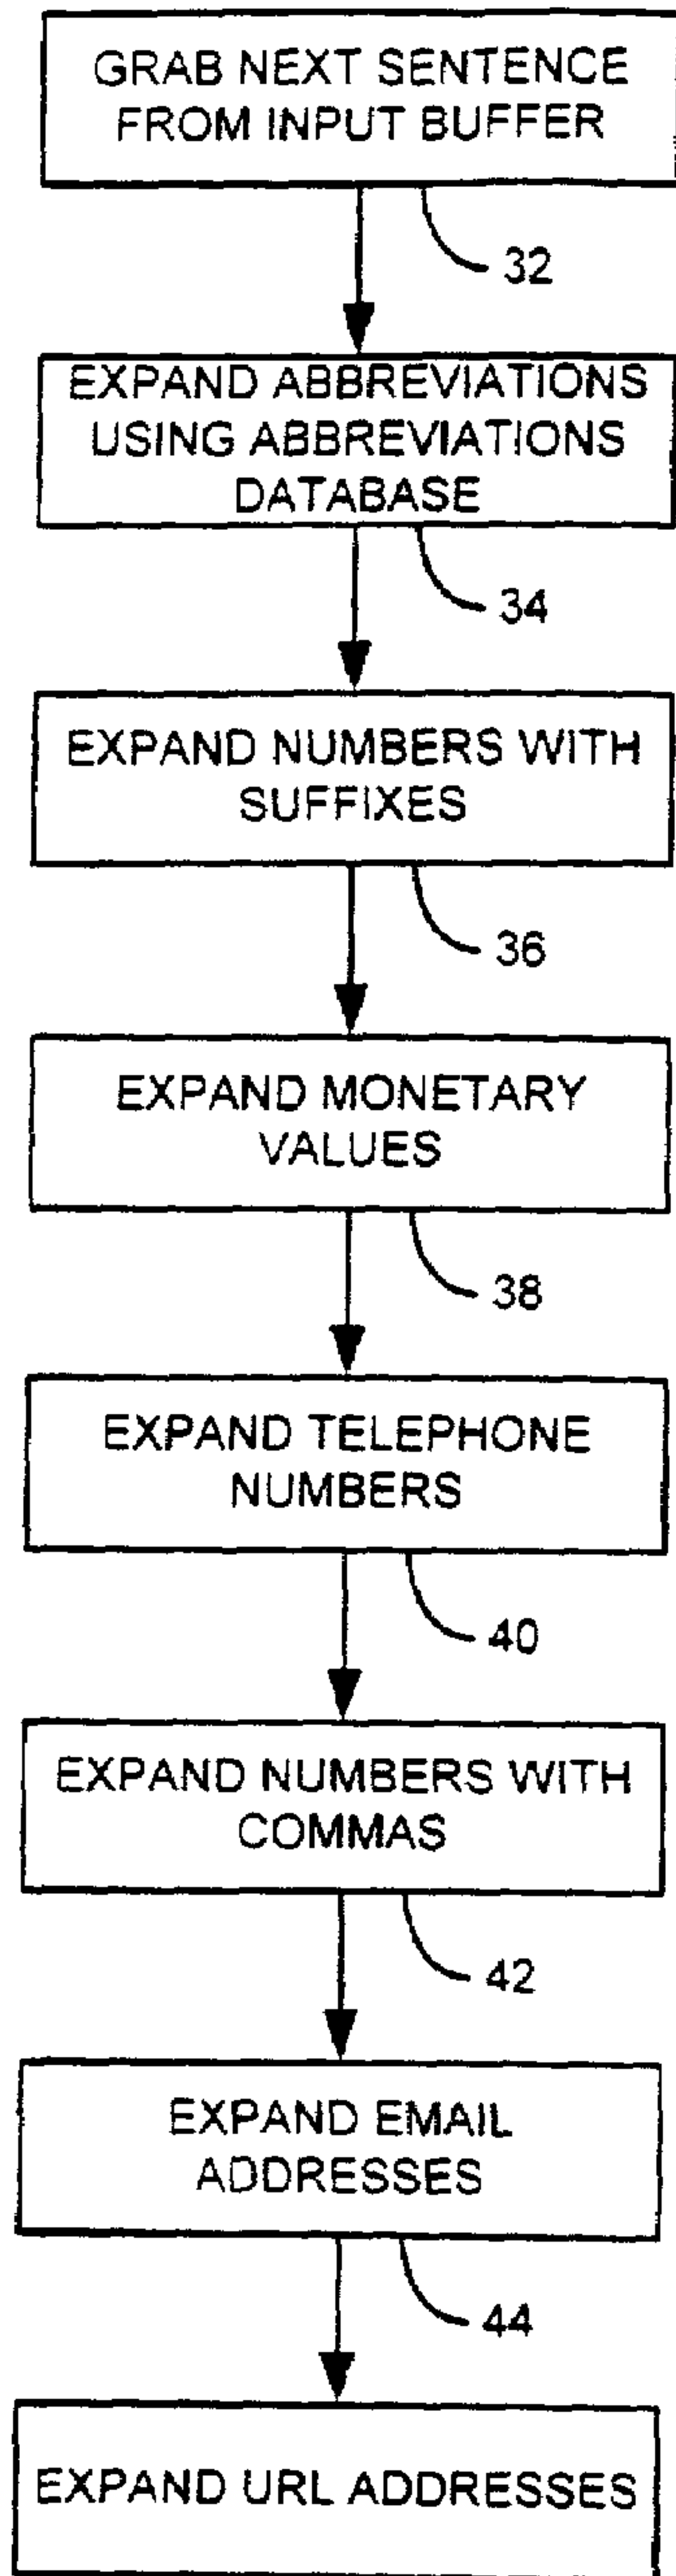 GRAB NEXT SENTENCE
FROM INPUT BUFFER
32
EXPAND ABBREVIATIONS
USING ABBREVIATIONS
DATABASE
34
EXPAND NUMBERS WITH
SUFFIXES
36
EXPAND MONETARY
VALUES
38
EXPAND TELEPHONE
NUMBERS
40
EXPAND NUMBERS WITH
COMMAS
42
EXPAND EMAIL
ADDRESSES
44
EXPAND URL ADDRESSES